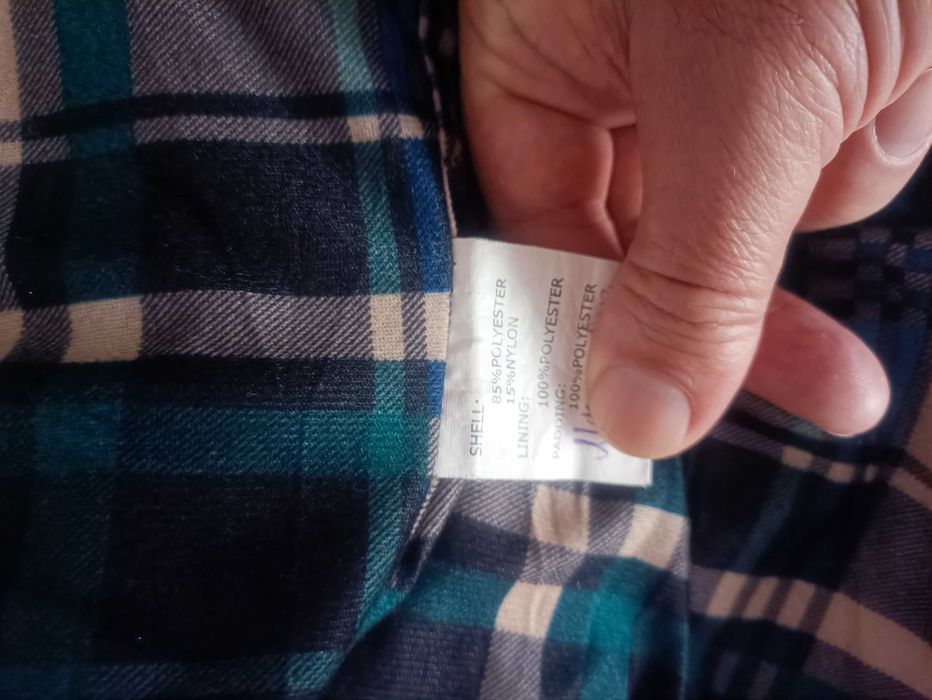 SHELL:
85%POLYESTER
15%NYLON
LINING:
100%POLYESTER
PADDING:
100%POLYESTER